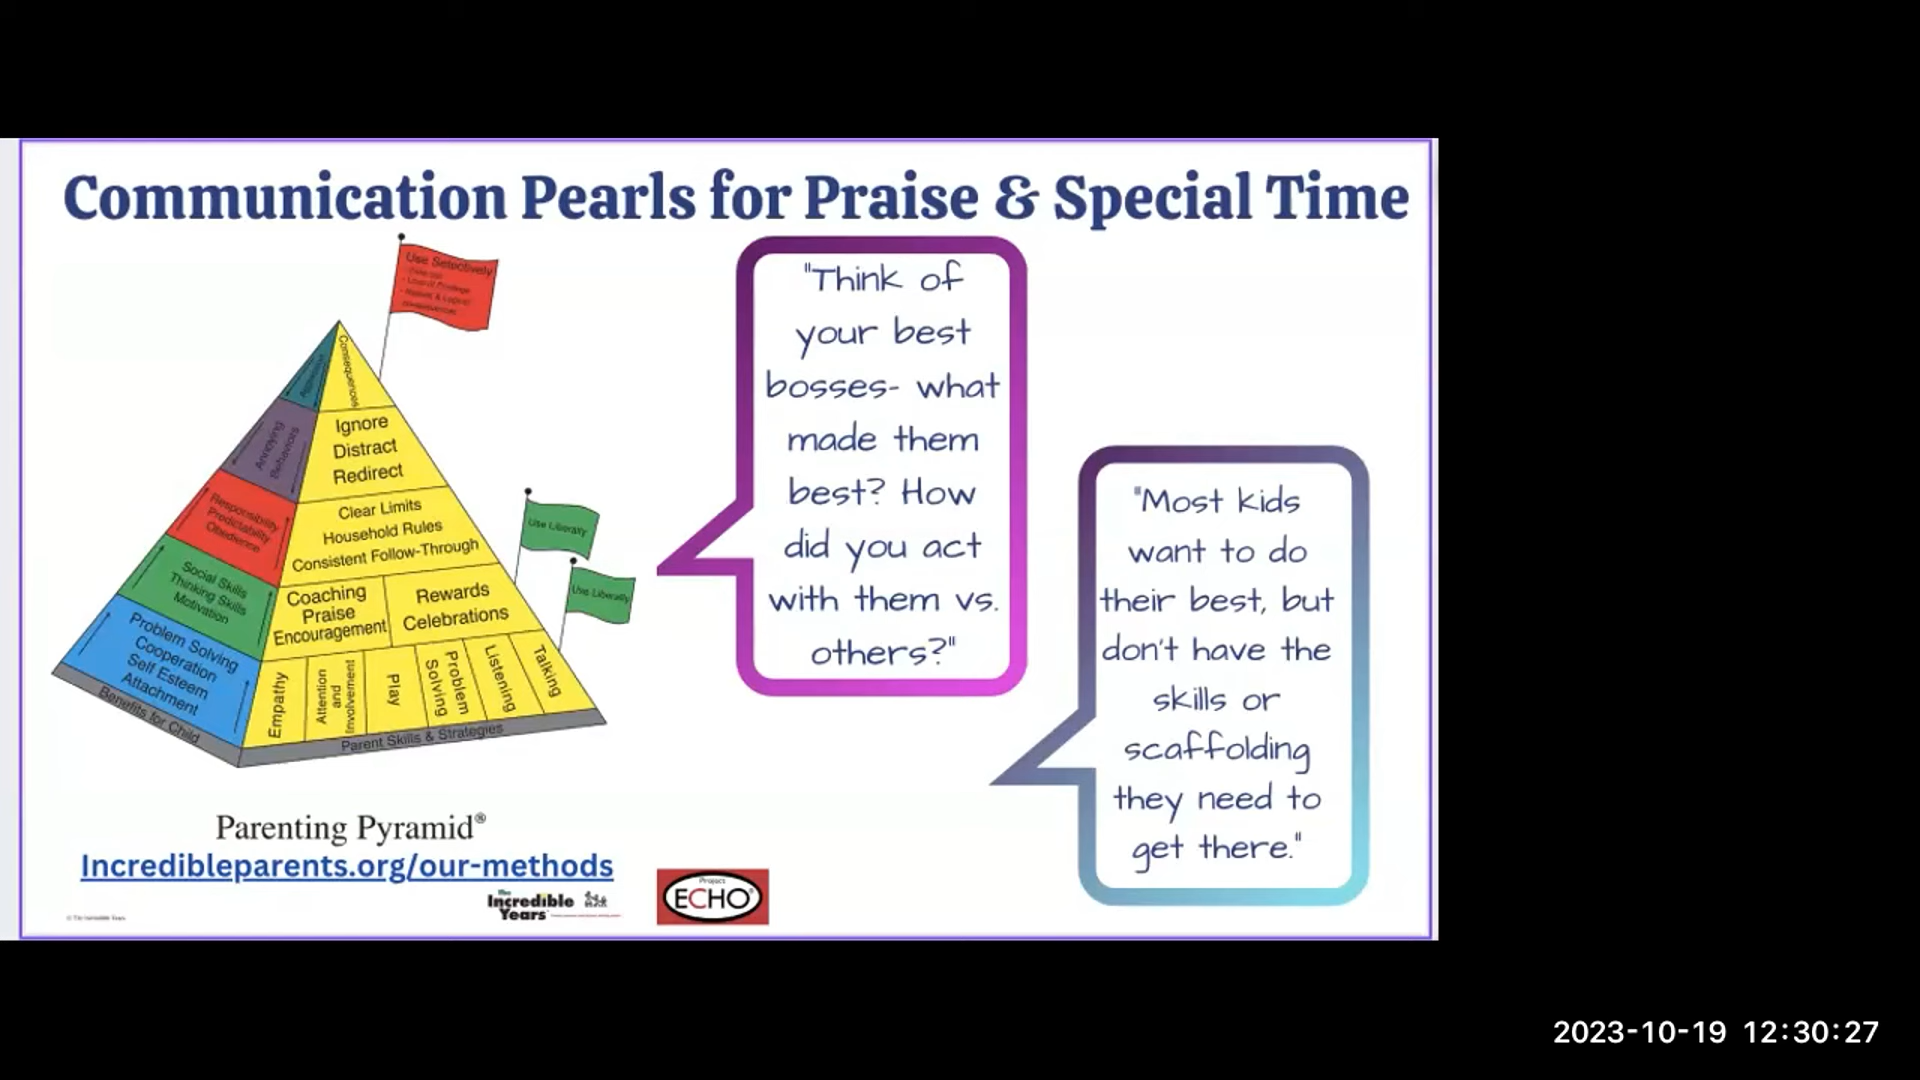 Communication Pearls for Praise & Special Time
Use Selectively
Consequences
Ignore
Distract
Redirect
Annoying
Behaviors
Clear Limits
Household Rules
Consistent Follow-Through
Responsibility
Predictability
Obedience
Use Liberally
Use Liberally
Coaching
Praise
Encouragement
Rewards
Celebrations
Social Skills
Thinking Skills
Motivation
Empathy
Attention
and
Involvement
Play
Problem
Solving
Listening
Talking
Problem Solving
Cooperation
Self Esteem
Attachment
Benefits for Child
Parent Skills & Strategies
Parenting Pyramid®
Incredibleparents.org/our-methods
The
Incredible
Years
© The Incredible Years
Project
ECHO®
"Think of
your best
bosses- what
made them
best? How
did you act
with them vs.
others?"
"Most kids
want to do
their best, but
don't have the
skills or
scaffolding
they need to
get there."
2023-10-19 12:30:27